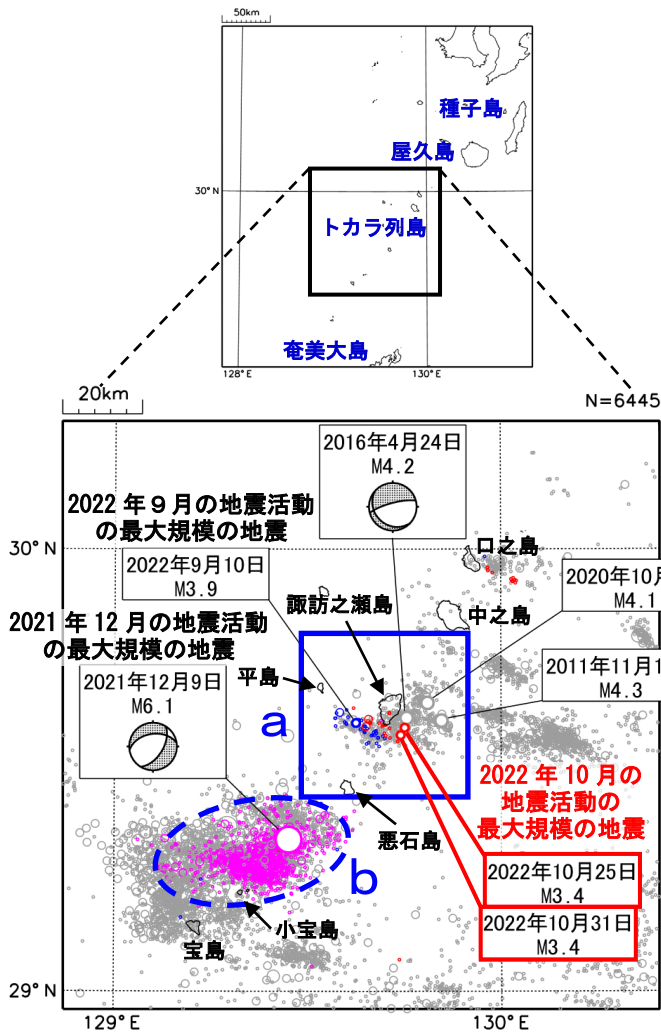 50km
種子島
屋久島
30°N
トカラ列島
奄美大島
128°E
130°E
20km
N=6445
2016年4月24日
M4.2
2022年9月の地震活動
の最大規模の地震
30°N
口之島
2022年9月10日
M3.9
2020年10月
M4.1
諏訪之瀬島
中之島
2021年12月の地震活動
の最大規模の地震
2011年11月1
M4.3
平島
2021年12月9日
M6.1
a
2022年10月の
地震活動の
最大規模の地震
悪石島
b
2022年10月25日
M3.4
小宝島
2022年10月31日
M3.4
宝島
29°N
129°E
130°E